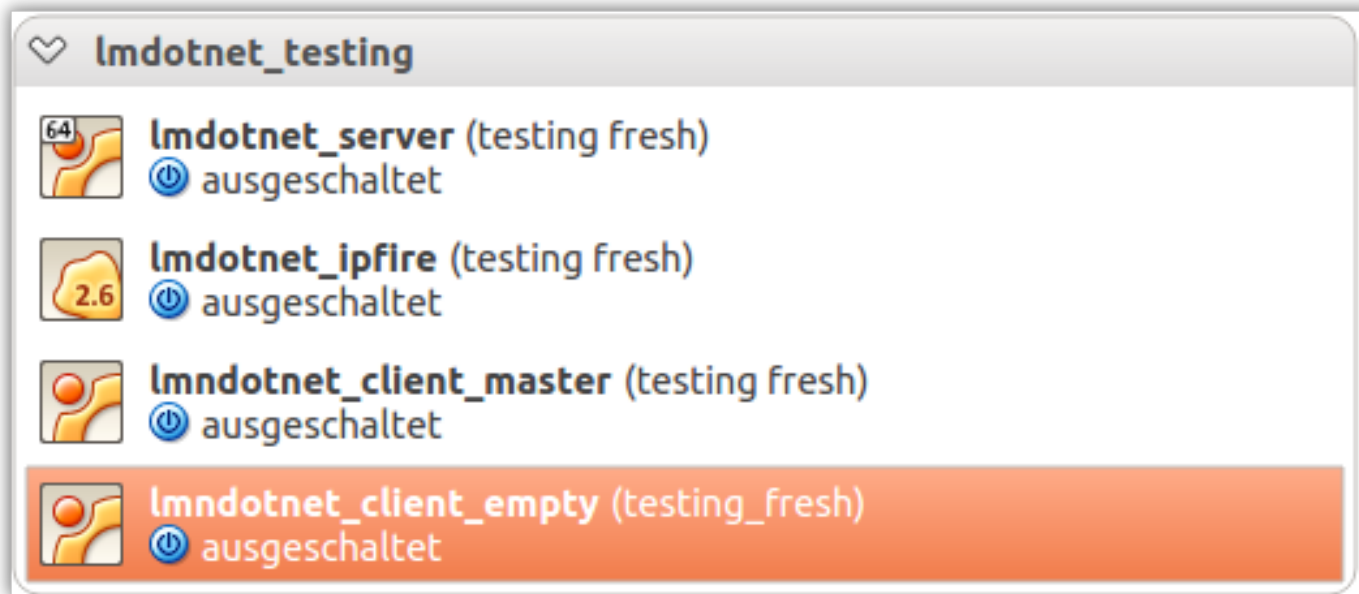 lmdotnet_testing
64
lmdotnet_server (testing fresh)
ausgeschaltet
lmdotnet_ipfire (testing fresh)
2.6
ausgeschaltet
lmndotnet_client_master (testing fresh)
ausgeschaltet
lmndotnet_client_empty (testing_fresh)
ausgeschaltet